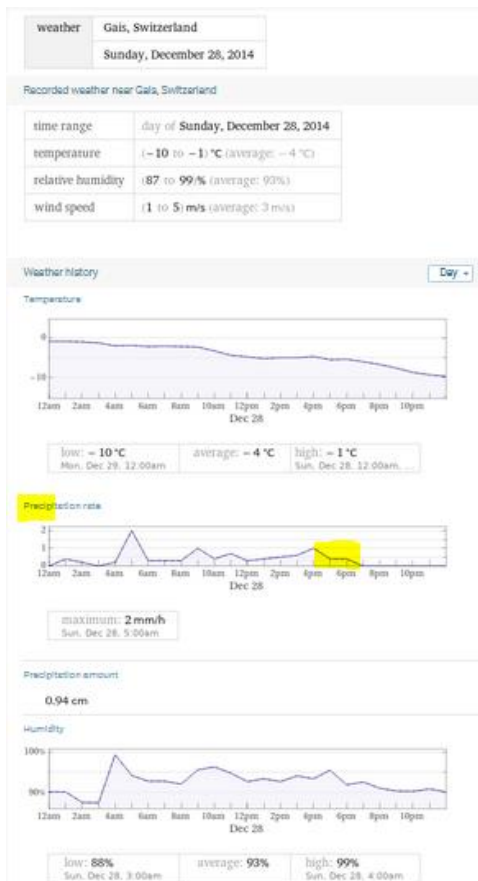 weather Gais, Switzerland
Sunday, December 28, 2014
Recorded weather near Gais, Switzerland
time range day of Sunday, December 28, 2014
temperature (−10 to −1) °C (average: −4 °C)
relative humidity (87 to 99)% (average: 93%)
wind speed (1 to 5) m/s (average: 3 m/s)
Weather history Day
Temperature
0
−10
12am 2am 4am 6am 8am 10am 12pm 2pm 4pm 6pm 8pm 10pm
Dec 28
low: −10 °C average: −4 °C high: −1 °C
Mon, Dec 29, 12:00am Sun, Dec 28, 12:00am, ...
Precipitation rate
2
1
0
12am 2am 4am 6am 8am 10am 12pm 2pm 4pm 6pm 8pm 10pm
Dec 28
maximum: 2 mm/h
Sun, Dec 28, 5:00am
Precipitation amount
0.94 cm
Humidity
100%
90%
12am 2am 4am 6am 8am 10am 12pm 2pm 4pm 6pm 8pm 10pm
Dec 28
low: 88% average: 93% high: 99%
Sun, Dec 28, 3:00am Sun, Dec 28, 4:00am